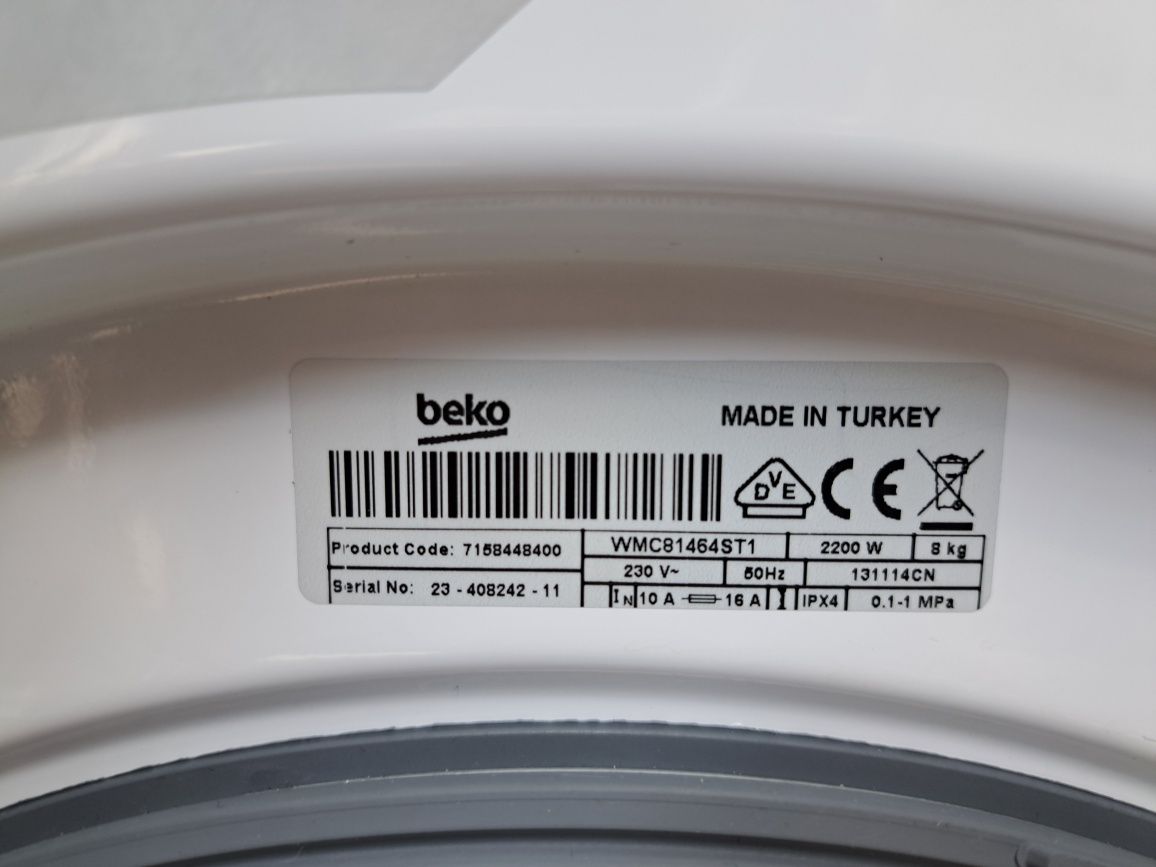 beko
MADE IN TURKEY
D V E
CE
Product Code: 7158448400
WMC81464ST1
2200 W
8 kg
230 V~
50Hz
131114CN
Serial No: 23 - 408242 - 11
IN 10 A 16 A
IPX4
0.1-1 MPa